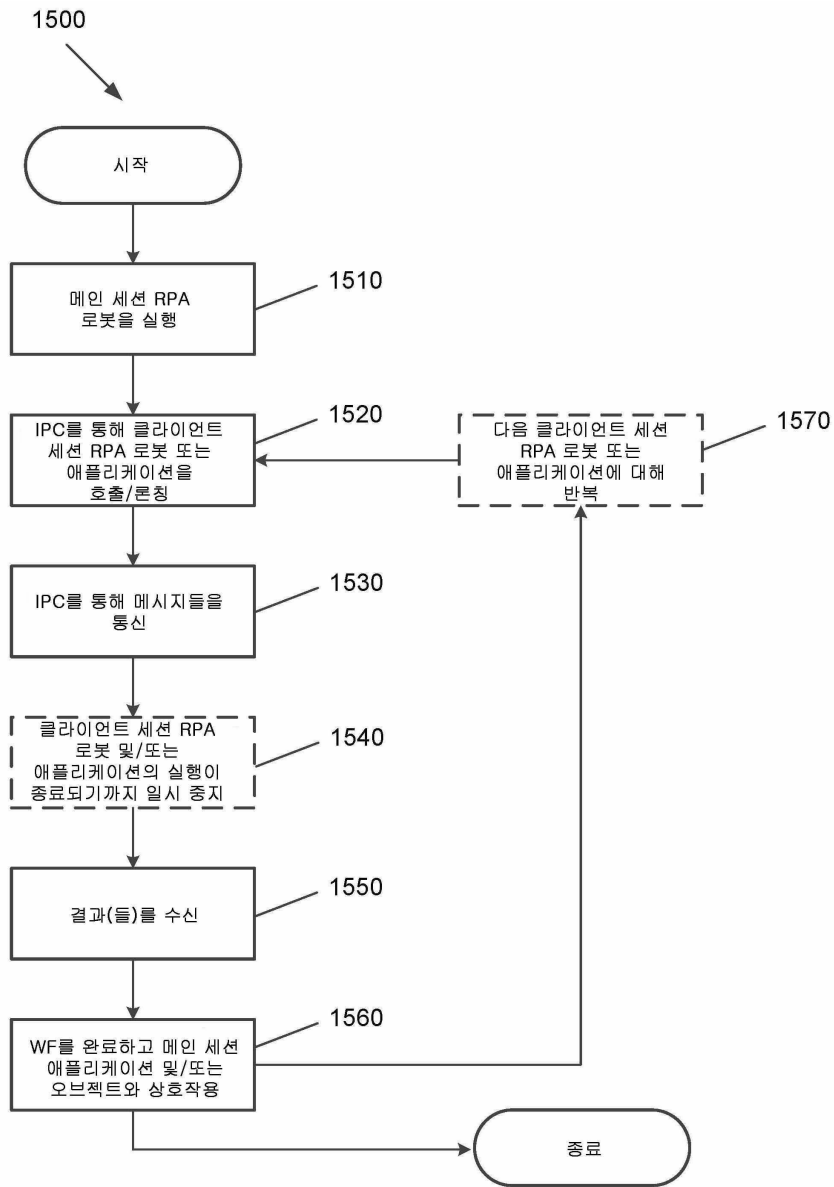 1500
시작
메인 세션 RPA
로봇을 실행
1510
IPC를 통해 클라이언트
세션 RPA 로봇 또는
애플리케이션을
호출/론칭
1520
다음 클라이언트 세션
RPA 로봇 또는
애플리케이션에 대해
반복
1570
IPC를 통해 메시지들을
통신
1530
클라이언트 세션 RPA
로봇 및/또는
애플리케이션의 실행이
종료되기까지 일시 중지
1540
결과(들)를 수신
1550
WF를 완료하고 메인 세션
애플리케이션 및/또는
오브젝트와 상호작용
1560
종료